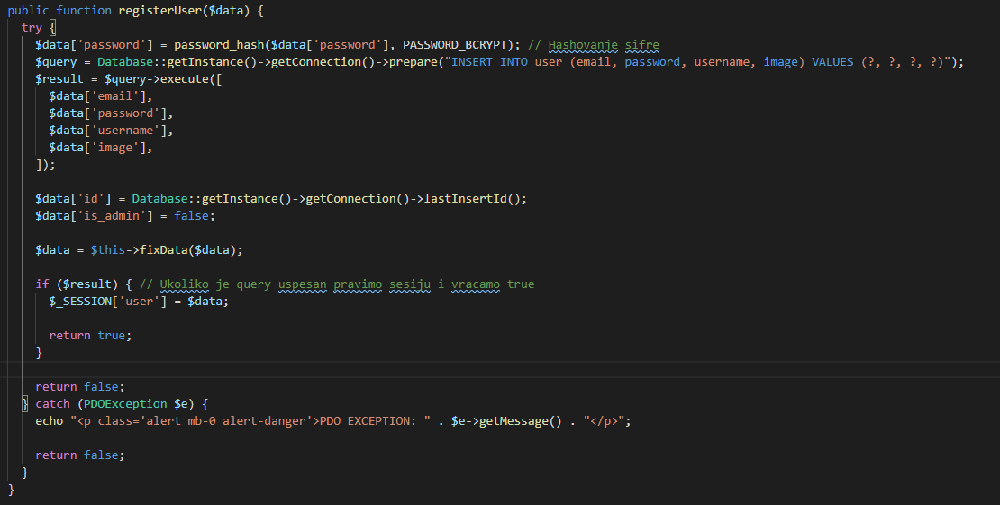 public function registerUser($data) {
try {
$data['password'] = password_hash($data['password'], PASSWORD_BCRYPT); // Hashovanje sifre
$query = Database::getInstance()->getConnection()->prepare("INSERT INTO user (email, password, username, image) VALUES (?, ?, ?, ?)");
$result = $query->execute([
$data['email'],
$data['password'],
$data['username'],
$data['image'],
]);
$data['id'] = Database::getInstance()->getConnection()->lastInsertId();
$data['is_admin'] = false;
$data = $this->fixData($data);
if ($result) { // Ukoliko je query uspesan pravimo sesiju i vracamo true
$_SESSION['user'] = $data;
return true;
}
return false;
} catch (PDOException $e) {
echo "<p class='alert mb-0 alert-danger'>PDO EXCEPTION: " . $e->getMessage() . "</p>";
return false;
}
}